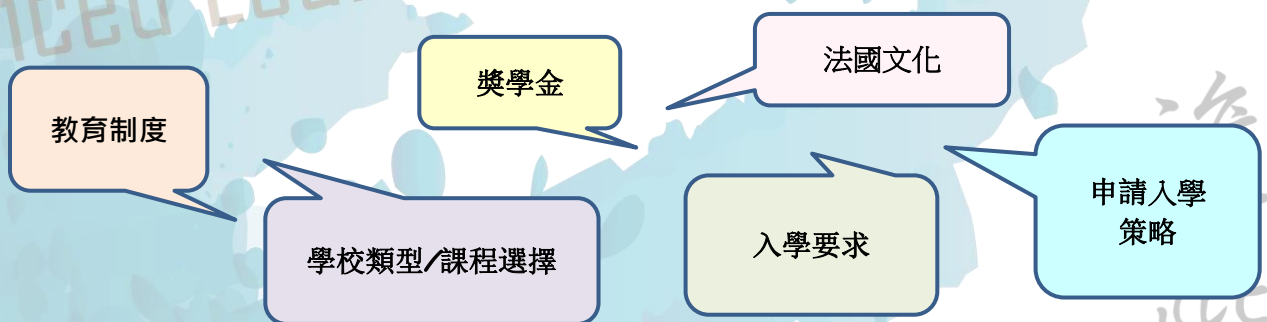 法國文化
獎學金
教育制度
申請入學
策略
入學要求
學校類型/課程選擇